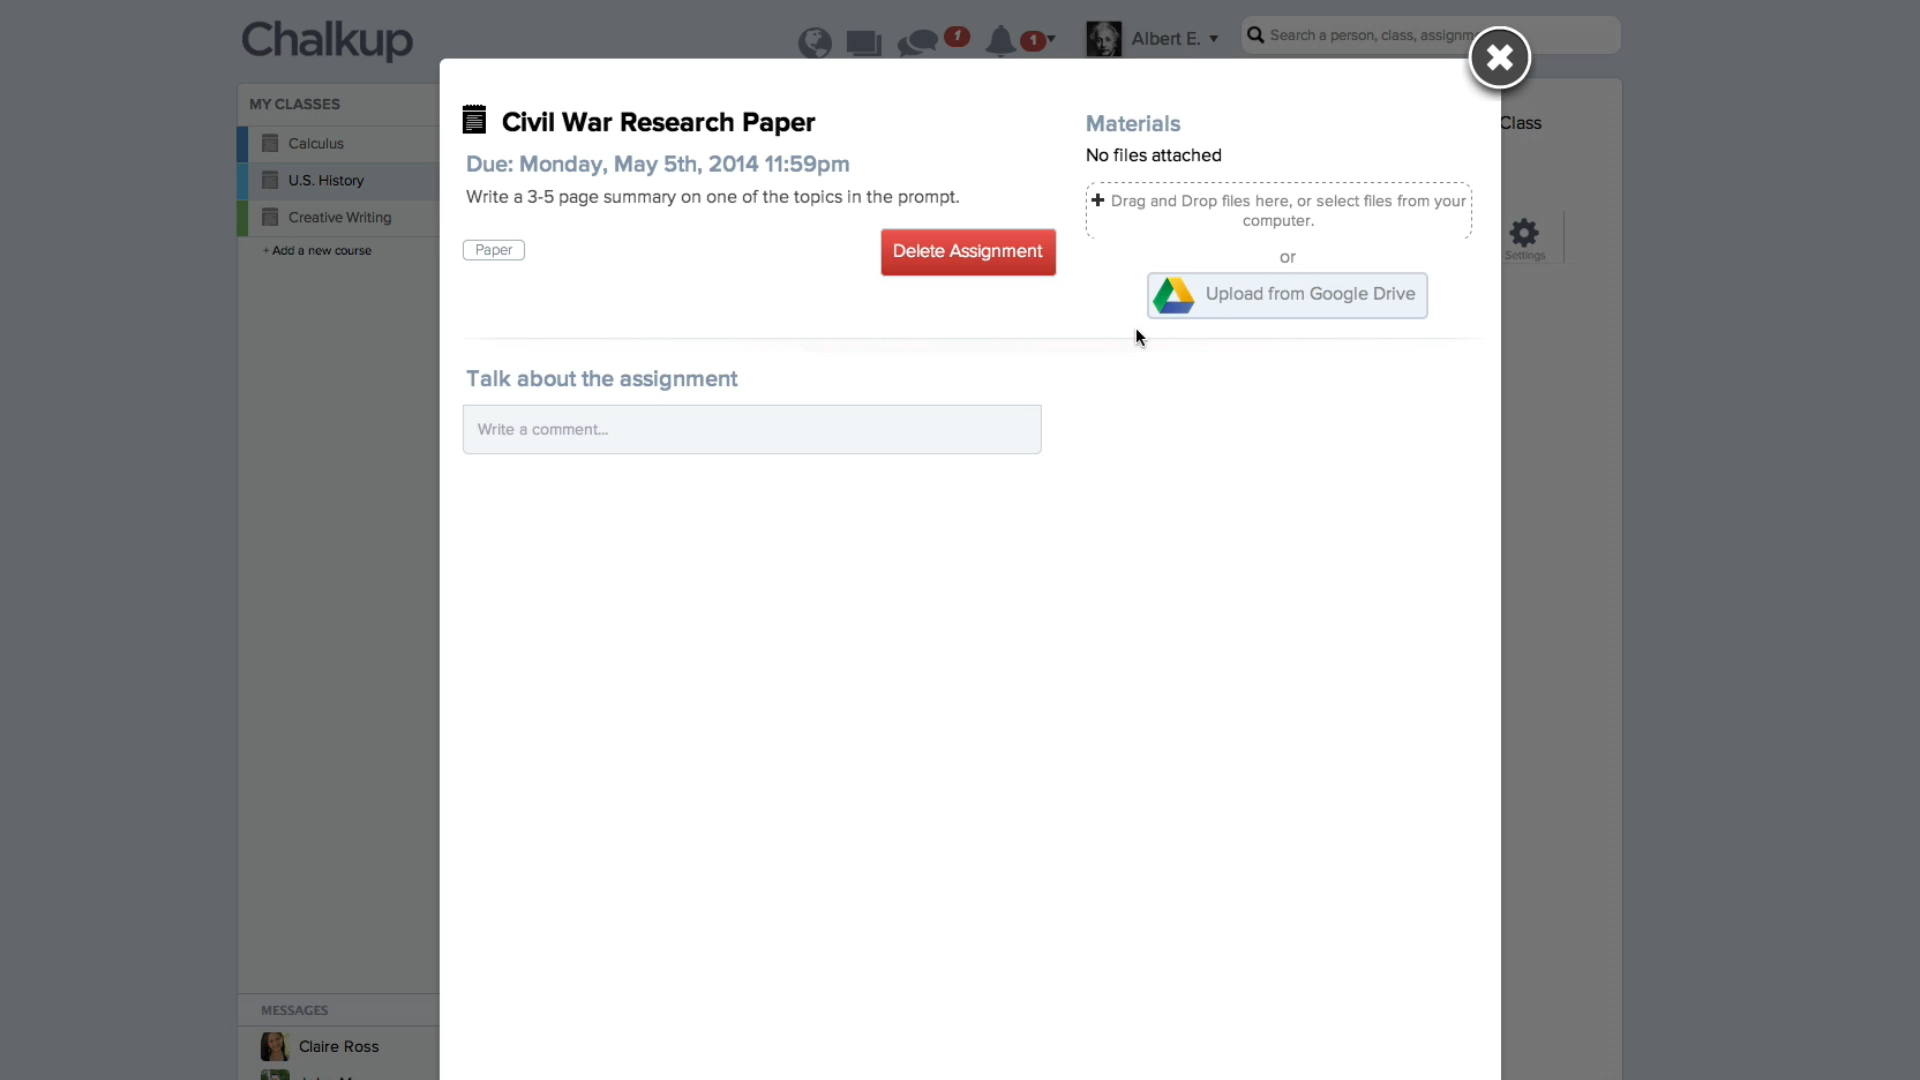 Chalkup
1
1
Albert E.
Search a person, class, assignm
MY CLASSES
Calculus
U.S. History
Creative Writing
+ Add a new course
Civil War Research Paper
Due: Monday, May 5th, 2014 11:59pm
Write a 3-5 page summary on one of the topics in the prompt.
Paper
Delete Assignment
Materials
No files attached
Drag and Drop files here, or select files from your
computer.
or
Upload from Google Drive
Class
Settings
Talk about the assignment
Write a comment...
MESSAGES
Claire Ross